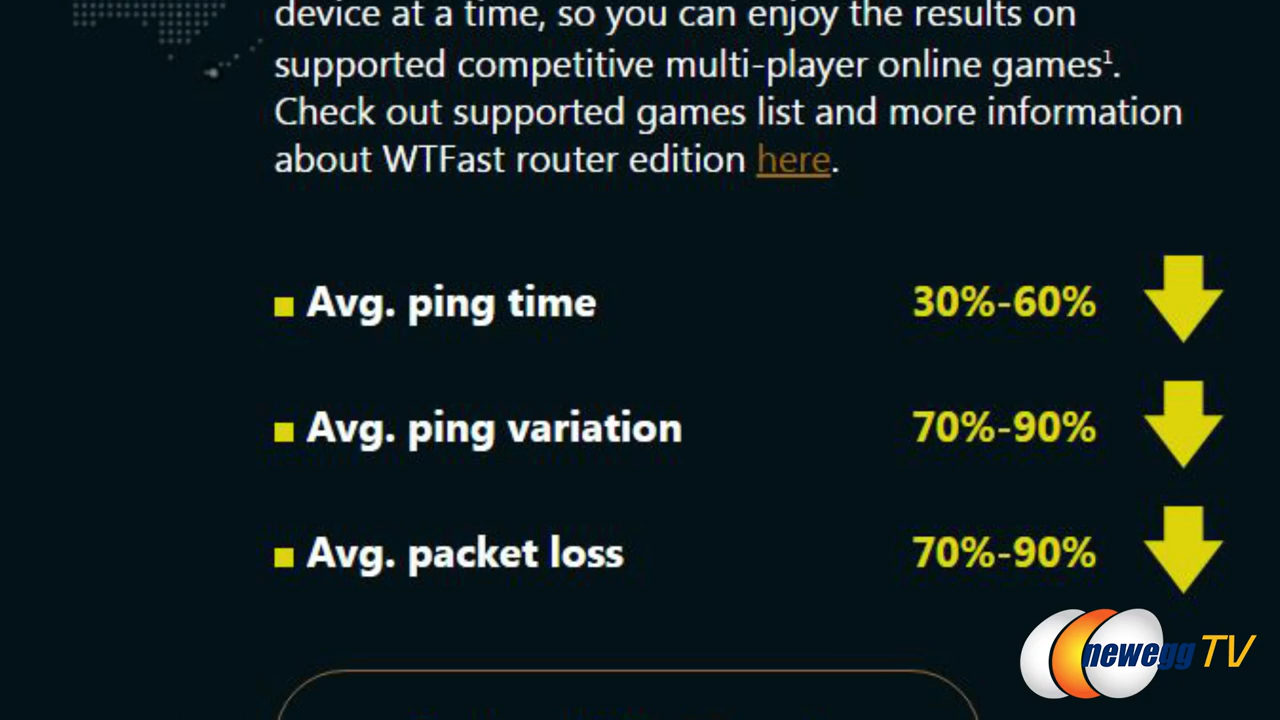 device at a time, so you can enjoy the results on
supported competitive multi-player online games¹.
Check out supported games list and more information
about WTFast router edition here.
Avg. ping time 30%-60%
Avg. ping variation 70%-90%
Avg. packet loss 70%-90%
newegg TV